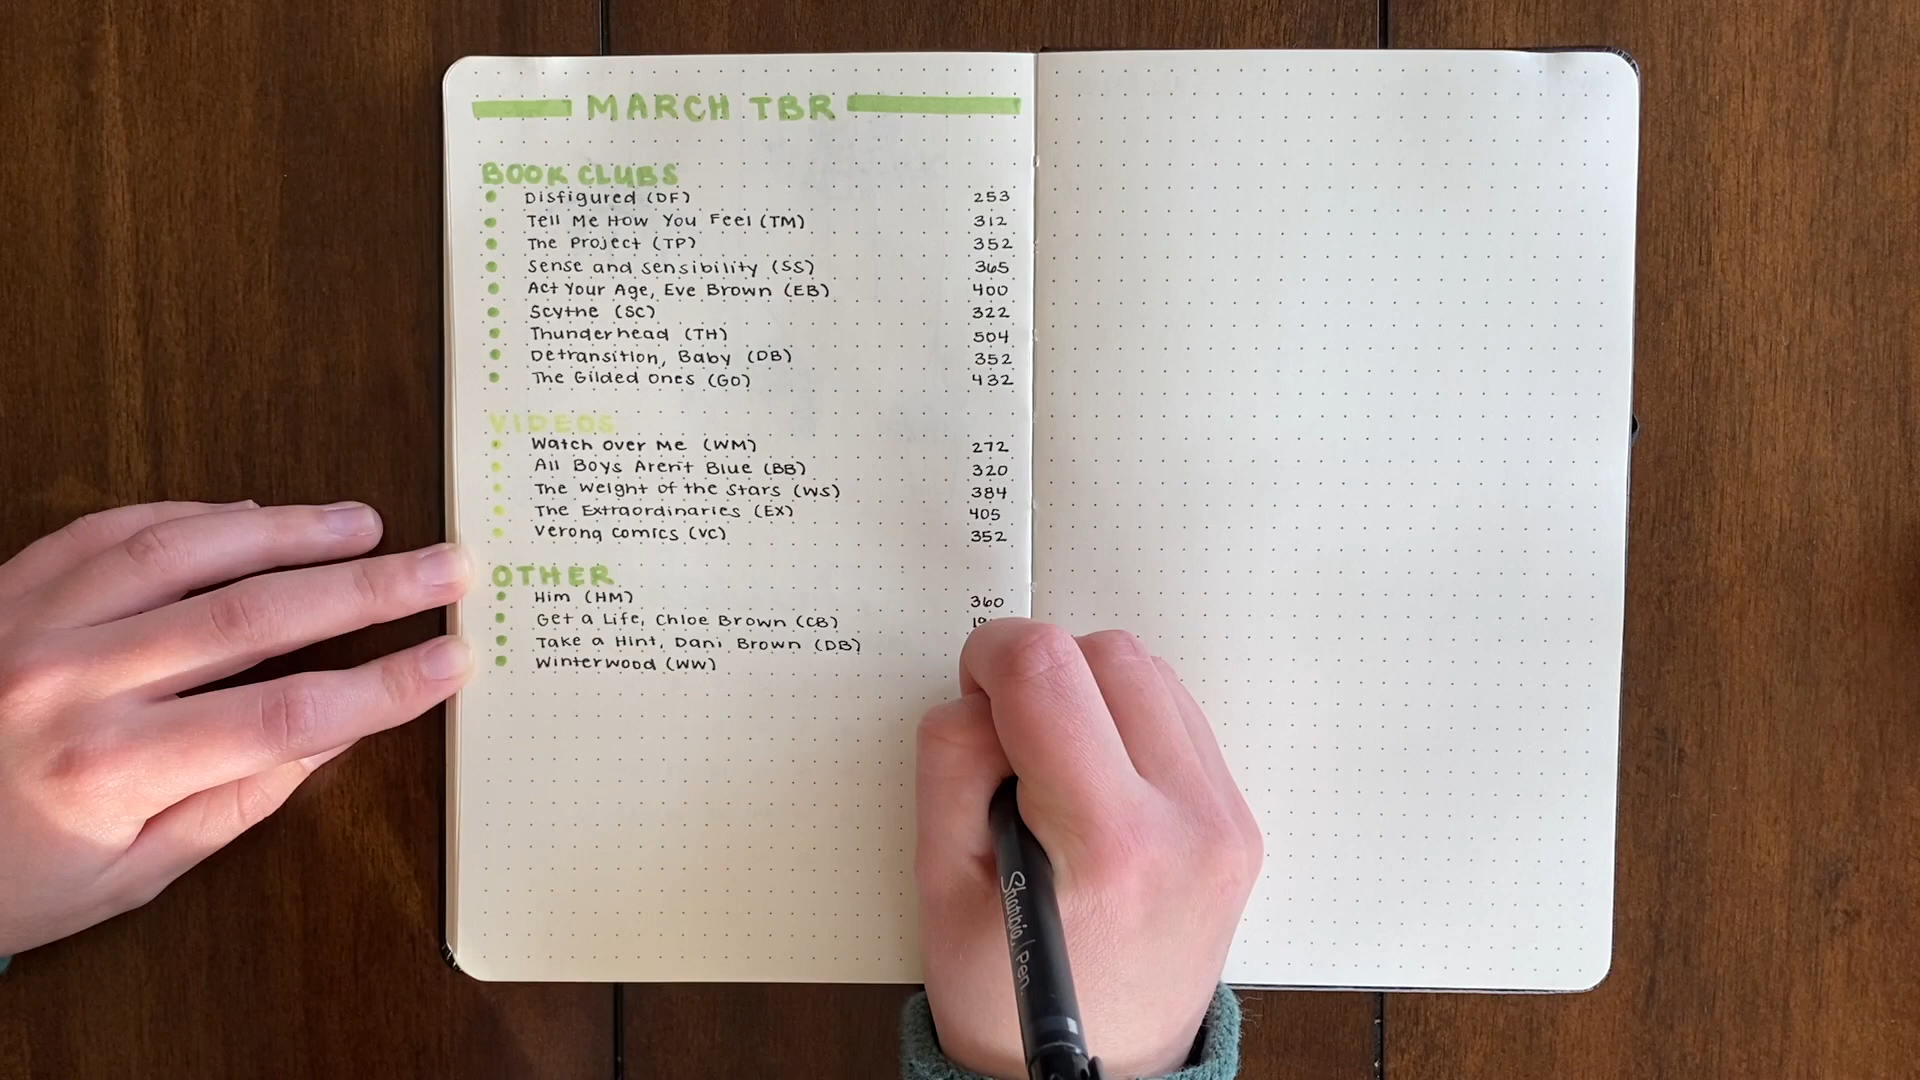 MARCH TBR
BOOK CLUBS
Disfigured (DF) 253
Tell Me How You Feel (TM) 312
The Project (TP) 352
Sense and sensibility (SS) 365
Act Your Age, Eve Brown (EB) 400
Scythe (SC) 322
Thunderhead (TH) 504
Detransition, Baby (DB) 352
The Gilded Ones (GO) 432
VIDEOS
Watch Over Me (WM) 272
All Boys Aren't Blue (BB) 320
The Weight of the Stars (WS) 384
The Extraordinaries (EX) 405
Verona Comics (VC) 352
OTHER
Him (HM) 360
Get a Life, Chloe Brown (CB)
Take a Hint, Dani Brown (DB)
Winterwood (WW)
Sharpie Pen